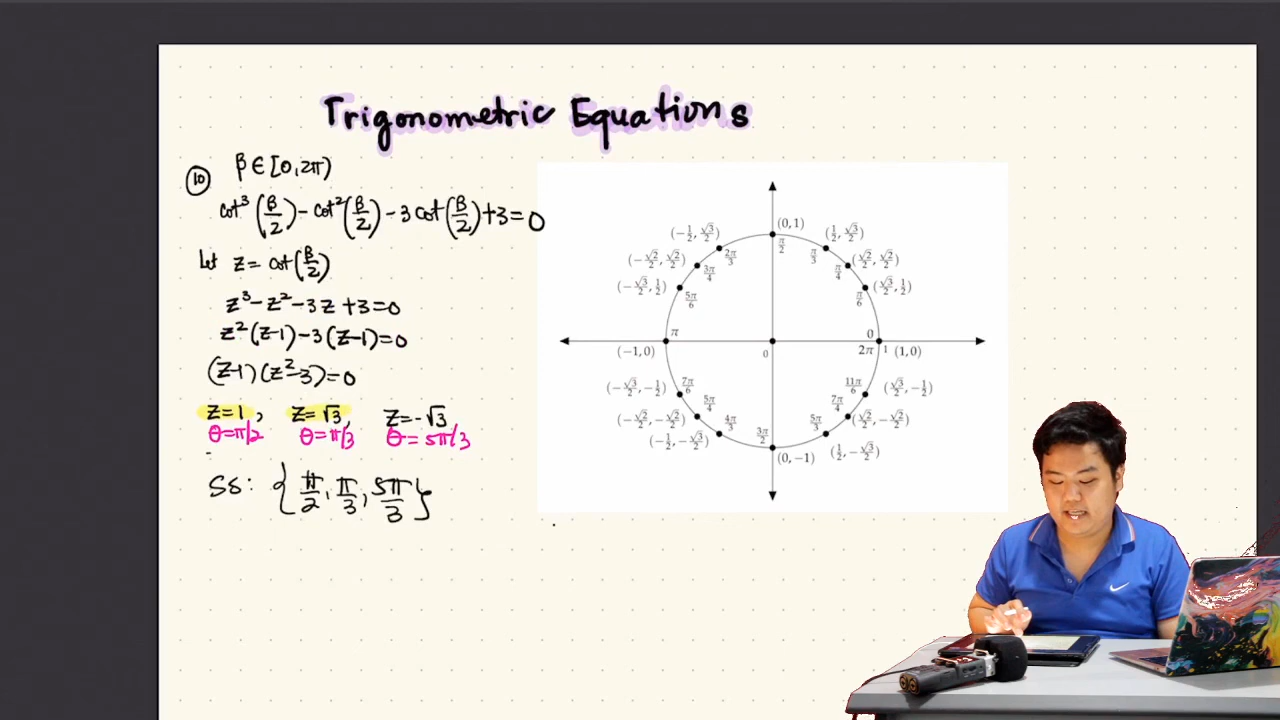 Trigonometric Equations
⑩ β ∈ [0, 2π)
cot³(β/2) - cot²(β/2) - 3 cot(β/2) + 3 = 0
Let z = cot(β/2)
z³ - z² - 3z + 3 = 0
z²(z-1) - 3(z-1) = 0
(z-1)(z²-3) = 0
z = 1, z = √3, z = -√3
θ = π/2 θ = π/3 θ = 5π/3
SS: {π/2, π/3, 5π/3}
(0, 1)
π/2
(-1/2, √3/2) 2π/3
(-√2/2, √2/2) 3π/4
(-√3/2, 1/2) 5π/6
π/3 (1/2, √3/2)
π/4 (√2/2, √2/2)
π/6 (√3/2, 1/2)
π
(-1, 0)
0
0
2π 1 (1, 0)
(-√3/2, -1/2) 7π/6
(-√2/2, -√2/2) 5π/4
(-1/2, -√3/2) 4π/3
11π/6 (√3/2, -1/2)
7π/4 (√2/2, -√2/2)
5π/3 (1/2, -√3/2)
3π/2
(0, -1)